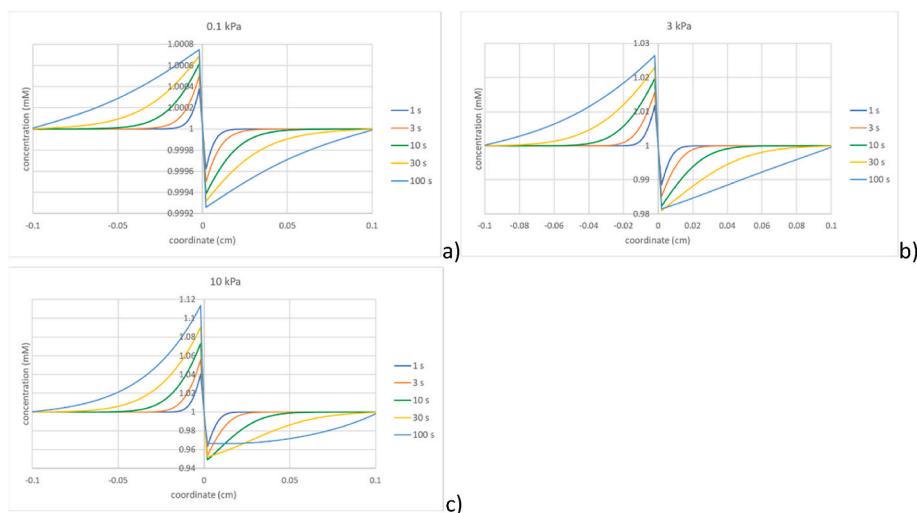 0.1 kPa
1.0008
1.0006
1.0004
1.0002
1
0.9998
0.9996
0.9994
0.9992
-0.1 -0.05 0 0.05 0.1
concentration (mM)
coordinate (cm)
1 s
3 s
10 s
30 s
100 s
a)
3 kPa
1.03
1.02
1.01
1
0.99
0.98
-0.1 -0.08 -0.06 -0.04 -0.02 0 0.02 0.04 0.06 0.08 0.1
concentration (mM)
coordinate (cm)
1 s
3 s
10 s
30 s
100 s
b)
10 kPa
1.12
1.1
1.08
1.06
1.04
1.02
1
0.98
0.96
0.94
-0.1 -0.05 0 0.05 0.1
concentration (mM)
coordinate (cm)
1 s
3 s
10 s
30 s
100 s
c)